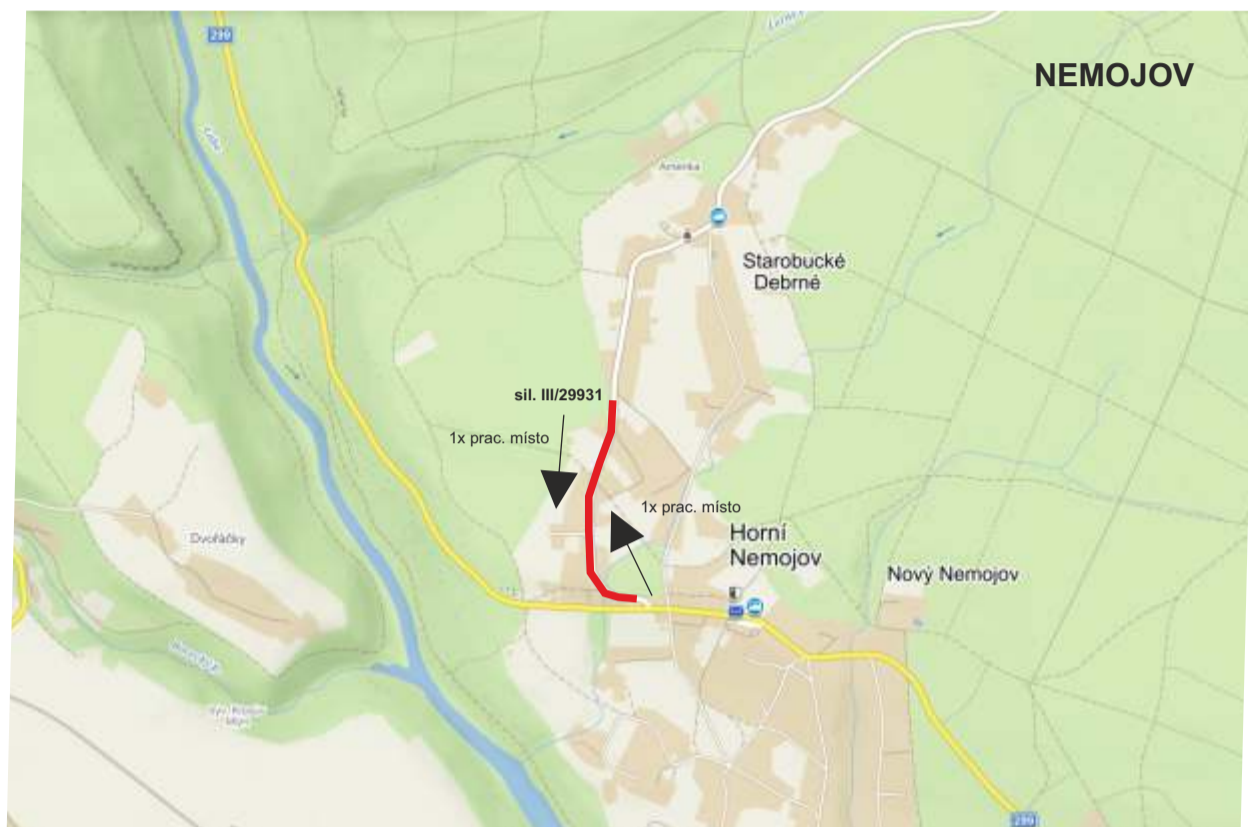 299
NEMOJOV
Labe
Amerika
Starobucké
Debrné
sil. III/29931
1x prac. místo
1x prac. místo
Horní
Nemojov
Dvořáčky
Nový Nemojov
299